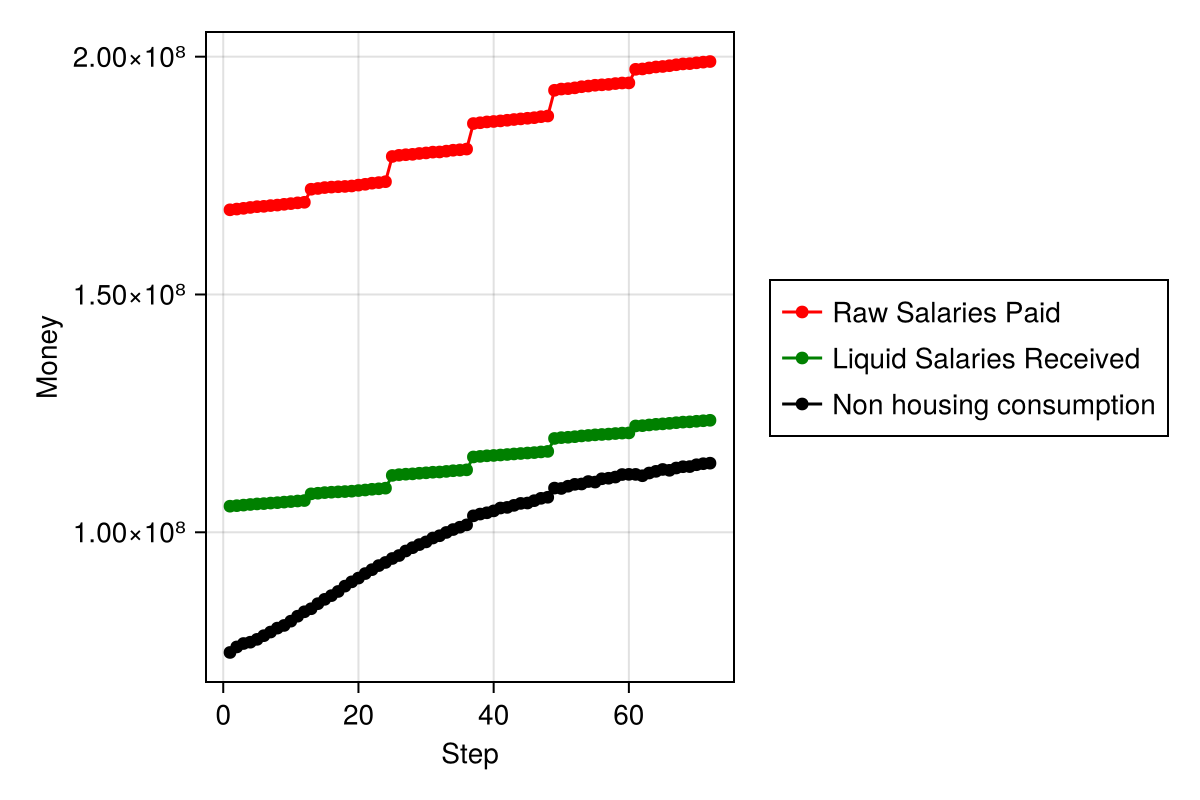 2.00×10⁸
1.50×10⁸
1.00×10⁸
Money
0 20 40 60
Step
Raw Salaries Paid
Liquid Salaries Received
Non housing consumption